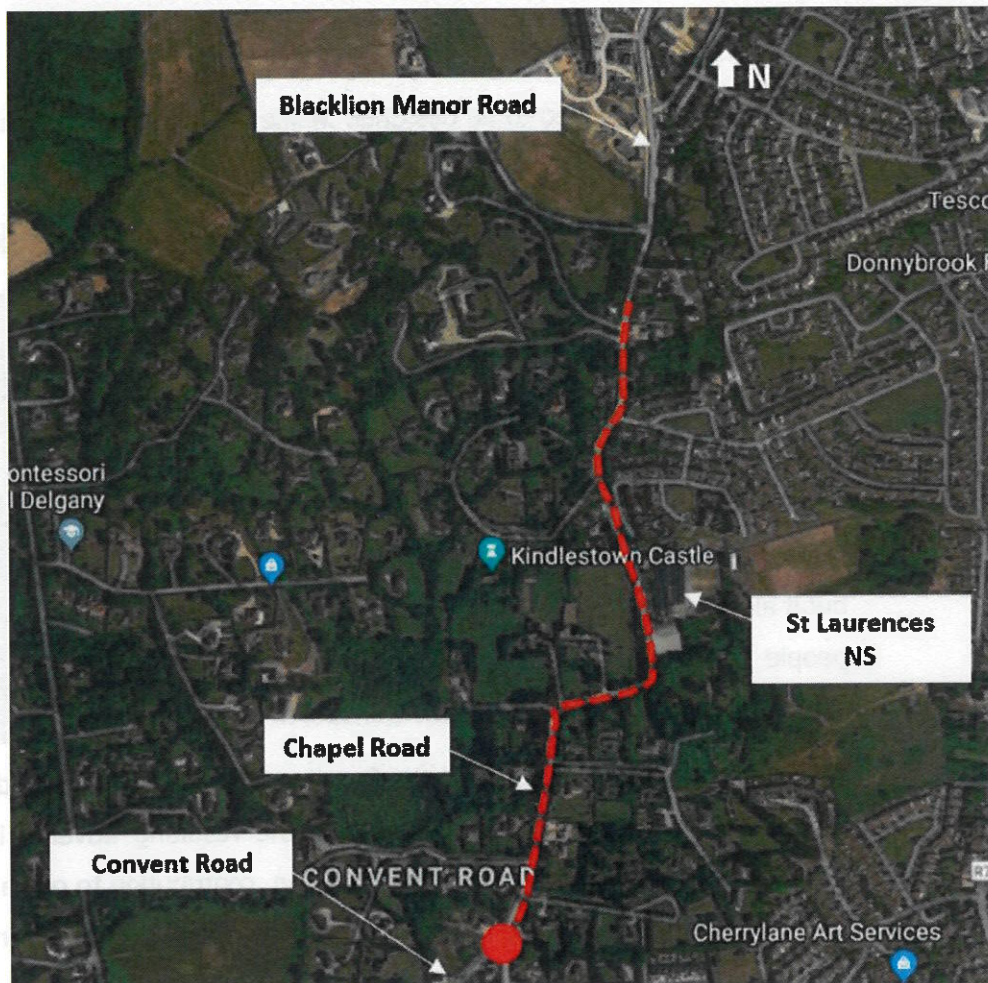 N
Blacklion Manor Road
Tesco
Donnybrook
ontessori
l Delgany
Kindlestown Castle
St Laurences
NS
Chapel Road
Convent Road
CONVENT ROAD
Cherrylane Art Services